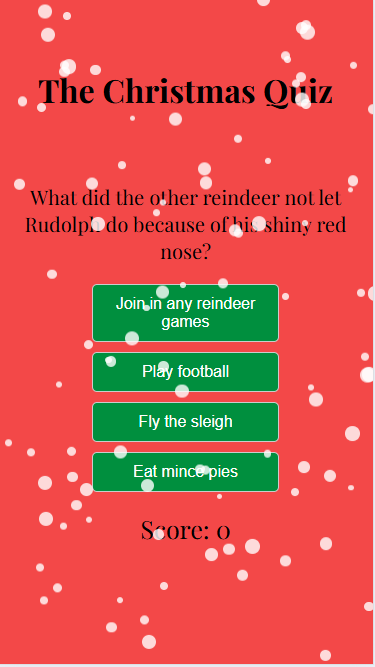 The Christmas Quiz
What did the other reindeer not let
Rudolph do because of his shiny red
nose?
Join in any reindeer
games
Play football
Fly the sleigh
Eat mince pies
Score: 0